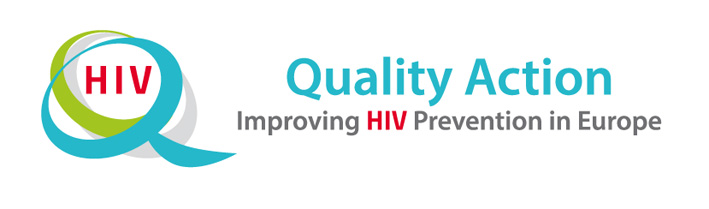 HIV
Quality Action
Improving HIV Prevention in Europe